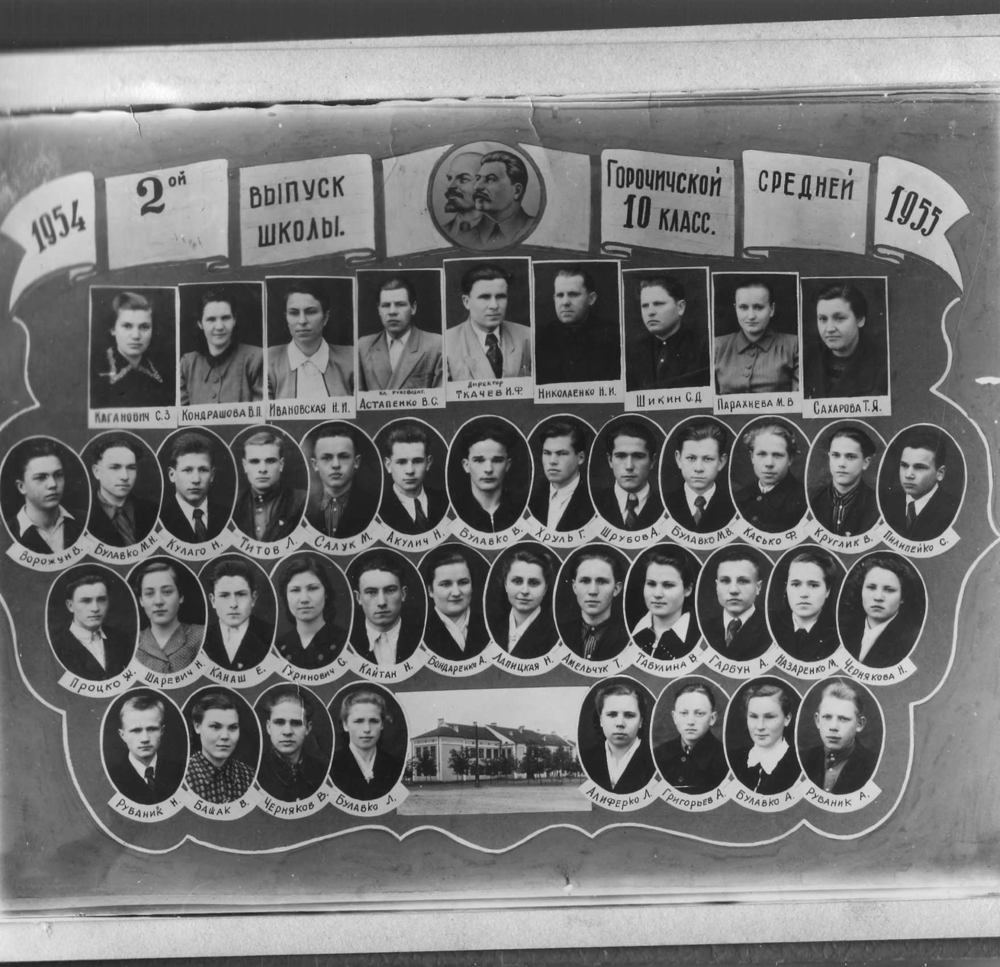 1954
2ой
ВЫПУСК
ШКОЛЫ.
ГОРОЧИЧСКОЙ
10 КЛАСС.
СРЕДНЕЙ
1955
КАГАНОВИЧ С.З
КОНДРАШОВА В.П.
ИВАНОВСКАЯ Н.И.
КЛ. РУКОВОДИТ.
АСТАПЕНКО В.С.
ДИРЕКТОР
ТКАЧЕВ И.Ф.
НИКОЛАЕНКО Н.И.
ШИКИН С.Д
ПАРАХНЕВА М.В
САХАРОВА Т.Я.
ВОРОЖУН В.
БУЛАВКО М.Н.
КУЛАГО Н.
ТИТОВ Л.
САЛУК М.
АКУЛИЧ Н.
БУЛАВКО В.
ХРУЛЬ Г.
ШРУБОВ А.
БУЛАВКО М.В.
КАСЬКО Ф.
КРУГЛИК В.
ПИЛИПЕЙКО С.
ПРОЦКО Ж.
ШАРЕВИЧ Н.
КАНАШ Е.
ГУРИНОВИЧ С.
КАЙТАН Н.
БОНДАРЕНКО А.
ЛАПИЦКАЯ Н.
АМЕЛЬЧУК Т.
ТАБУЛИНА В.
ГАРБУН А.
НАЗАРЕНКО М.
ЧЕРНЯКОВА Н.
РУБАНИК Н.
БАШАК В.
ЧЕРНЯКОВ В.
БУЛАВКО Л.
АЛИФЕРКО Л.
ГРИГОРЬЕВ Д.
БУЛАВКО А.
РУБАНИК А.